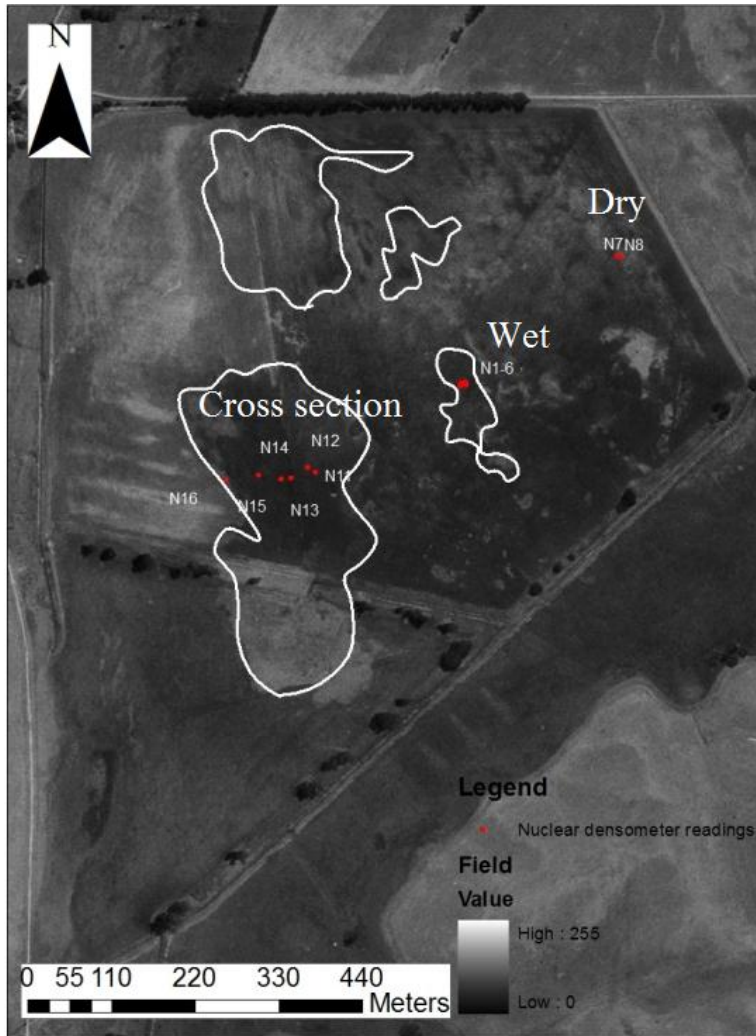 N
Dry
N7N8
Wet
N1-6
Cross section
N12
N14
N11
N16
N15
N13
Legend
Nuclear densometer readings
Field
Value
High : 255
Low : 0
0 55 110 220 330 440
Meters